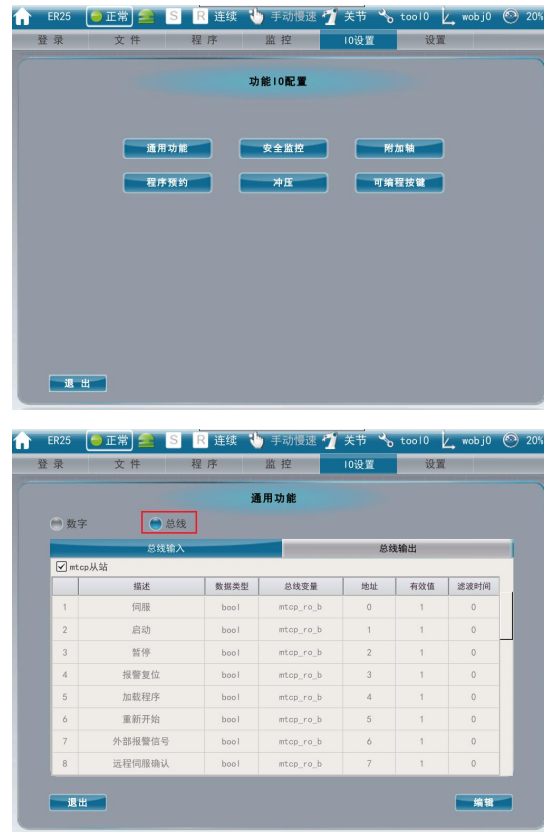 ER25 正常 S R 连续 手动慢速 关节 tool0 wobj0 20%
登录 文件 程序 监控 IO设置 设置
功能IO配置
通用功能 安全监控 附加轴
程序预约 冲压 可编程按键
退出
ER25 正常 S R 连续 手动慢速 关节 tool0 wobj0 20%
登录 文件 程序 监控 IO设置 设置
通用功能
数字 总线
总线输入 总线输出
mtcp从站
描述 数据类型 总线变量 地址 有效值 滤波时间
1 伺服 bool mtcp_ro_b 0 1 0
2 启动 bool mtcp_ro_b 1 1 0
3 暂停 bool mtcp_ro_b 2 1 0
4 报警复位 bool mtcp_ro_b 3 1 0
5 加载程序 bool mtcp_ro_b 4 1 0
6 重新开始 bool mtcp_ro_b 5 1 0
7 外部报警信号 bool mtcp_ro_b 6 1 0
8 远程伺服确认 bool mtcp_ro_b 7 1 0
退出 编辑